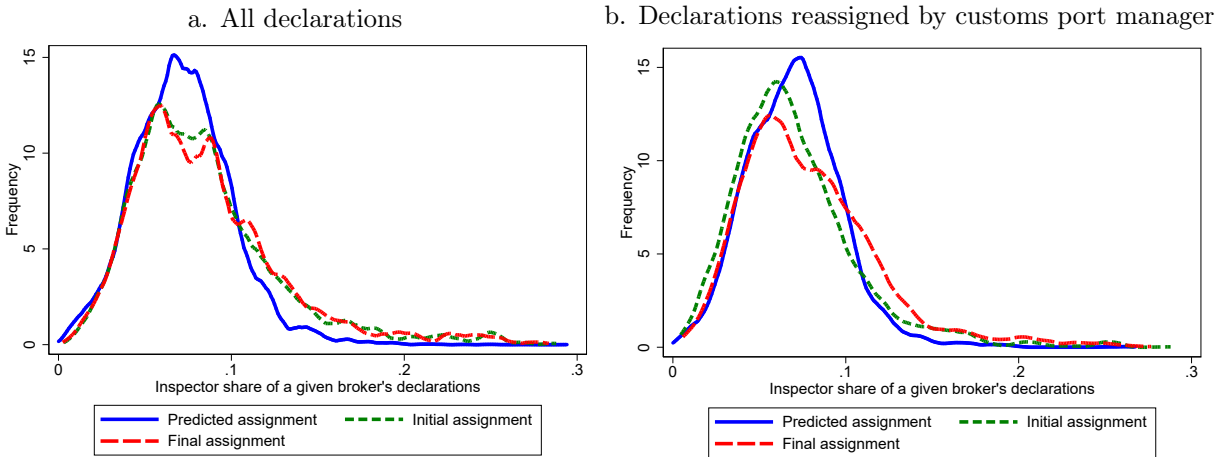 a. All declarations
15
10
5
0
Frequency
0
.1
.2
.3
Inspector share of a given broker's declarations
Predicted assignment
Initial assignment
Final assignment
b. Declarations reassigned by customs port manager
15
10
5
0
Frequency
0
.1
.2
.3
Inspector share of a given broker's declarations
Predicted assignment
Initial assignment
Final assignment